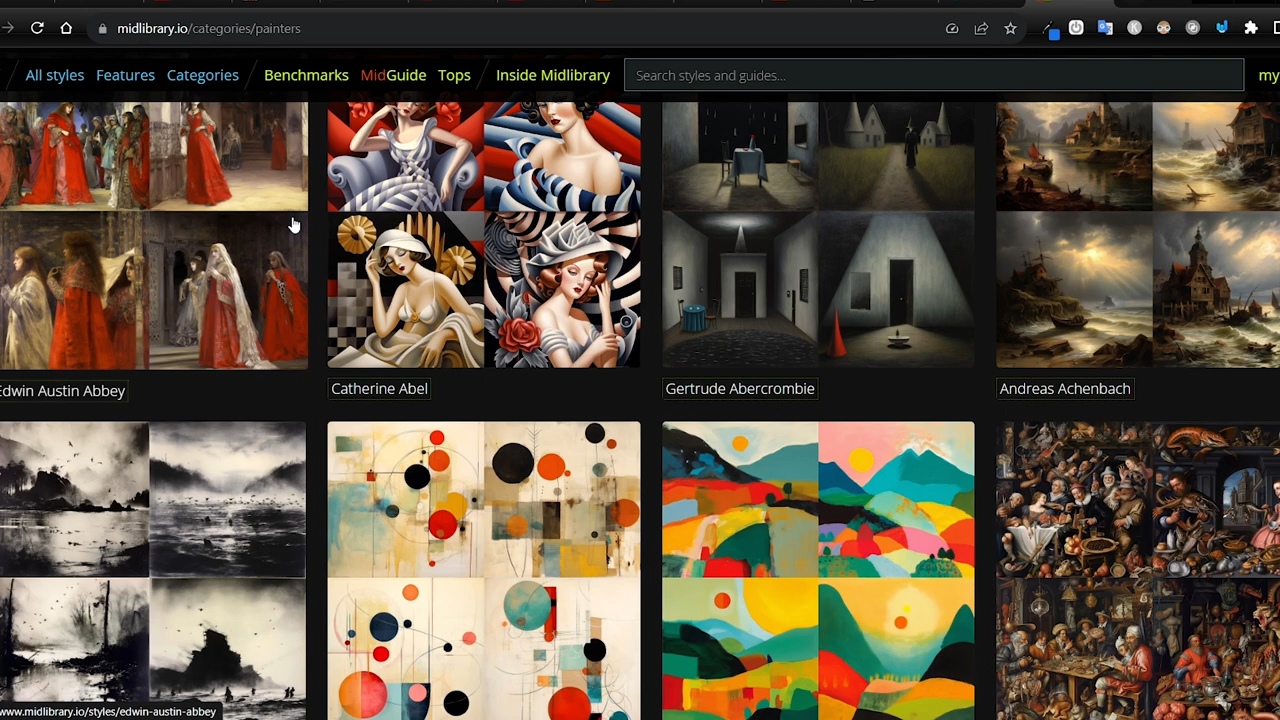 midlibrary.io/categories/painters
All styles Features Categories Benchmarks MidGuide Tops Inside Midlibrary Search styles and guides... my
Edwin Austin Abbey Catherine Abel Gertrude Abercrombie Andreas Achenbach
www.midlibrary.io/styles/edwin-austin-abbey